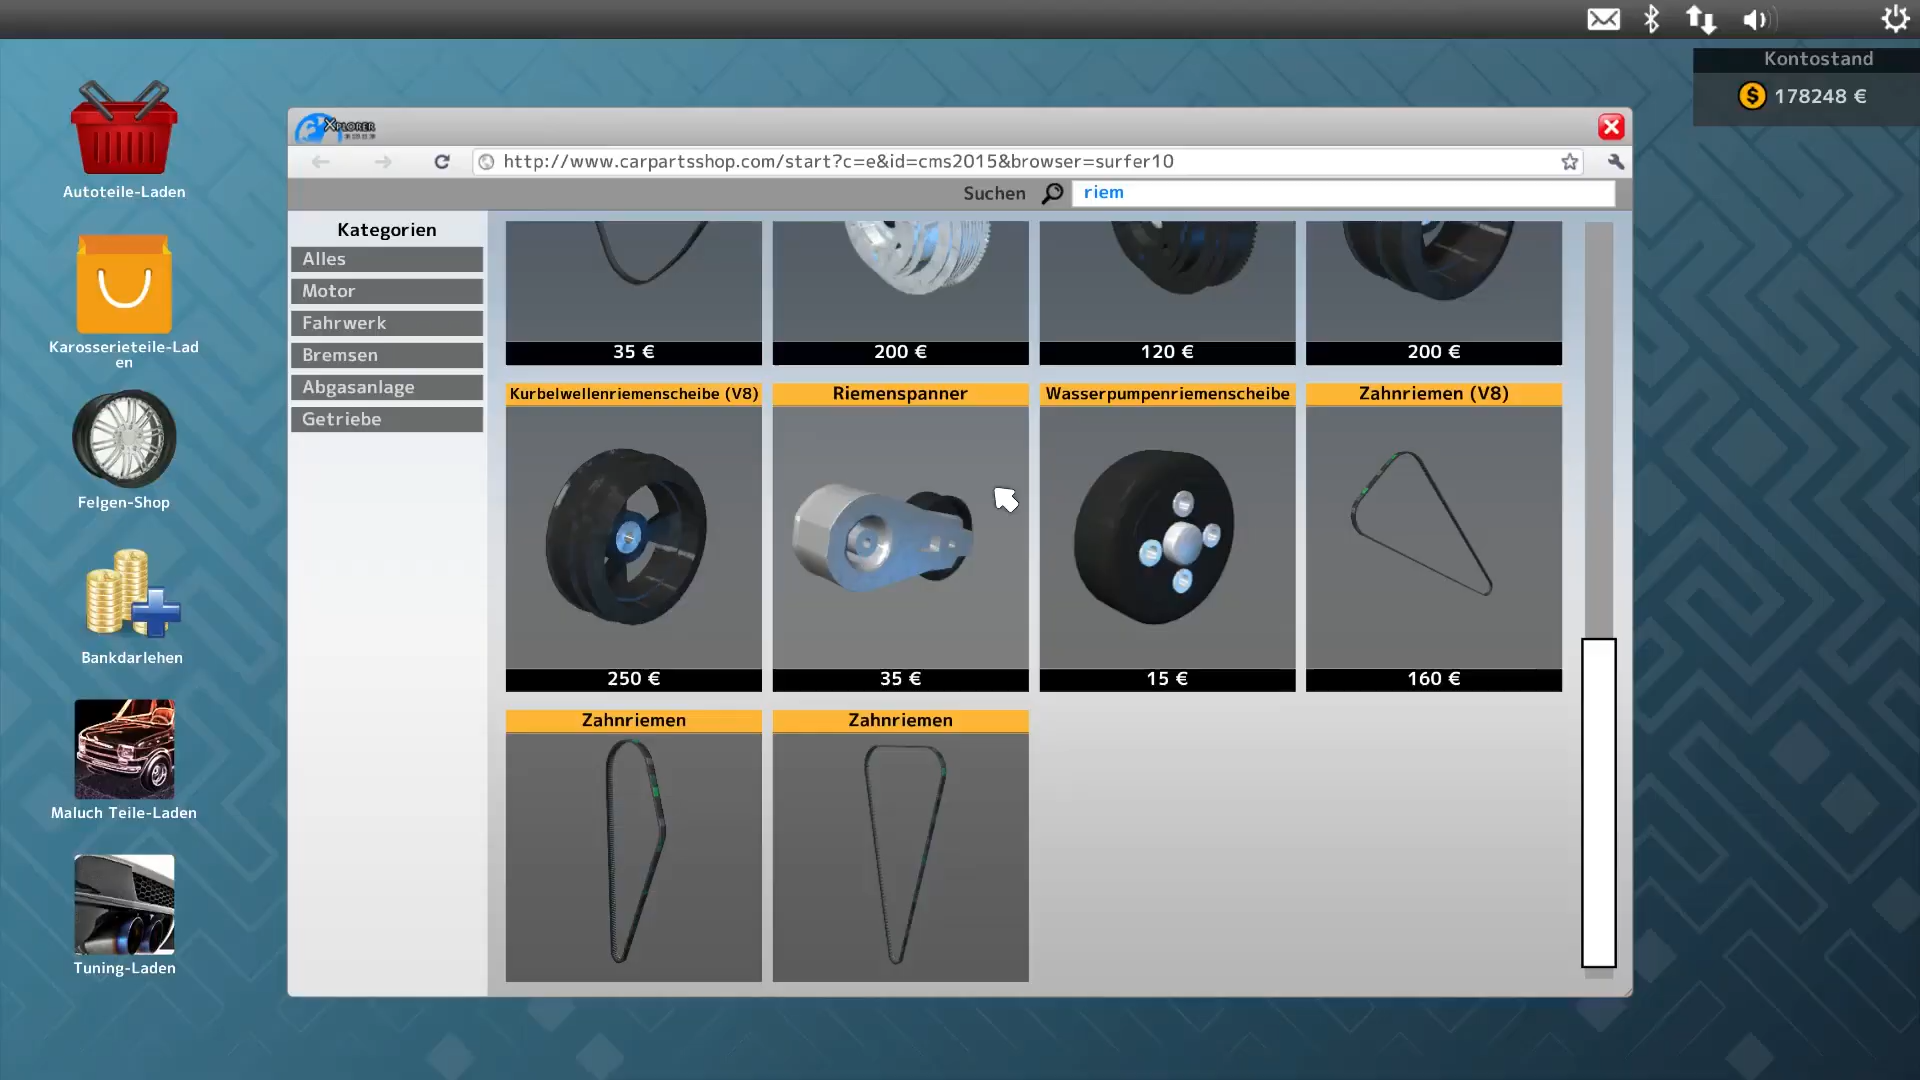 Kontostand
178248 €
XPLORER
http://www.carpartsshop.com/start?c=e&id=cms2015&browser=surfer10
Suchen
riem
Kategorien
Alles
Motor
Fahrwerk
Bremsen
Abgasanlage
Getriebe
Autoteile-Laden
Karosserieteile-Lad
en
Felgen-Shop
Bankdarlehen
Maluch Teile-Laden
Tuning-Laden
35 €
200 €
120 €
200 €
Kurbelwellenriemenscheibe (V8)
Riemenspanner
Wasserpumpenriemenscheibe
Zahnriemen (V8)
250 €
35 €
15 €
160 €
Zahnriemen
Zahnriemen